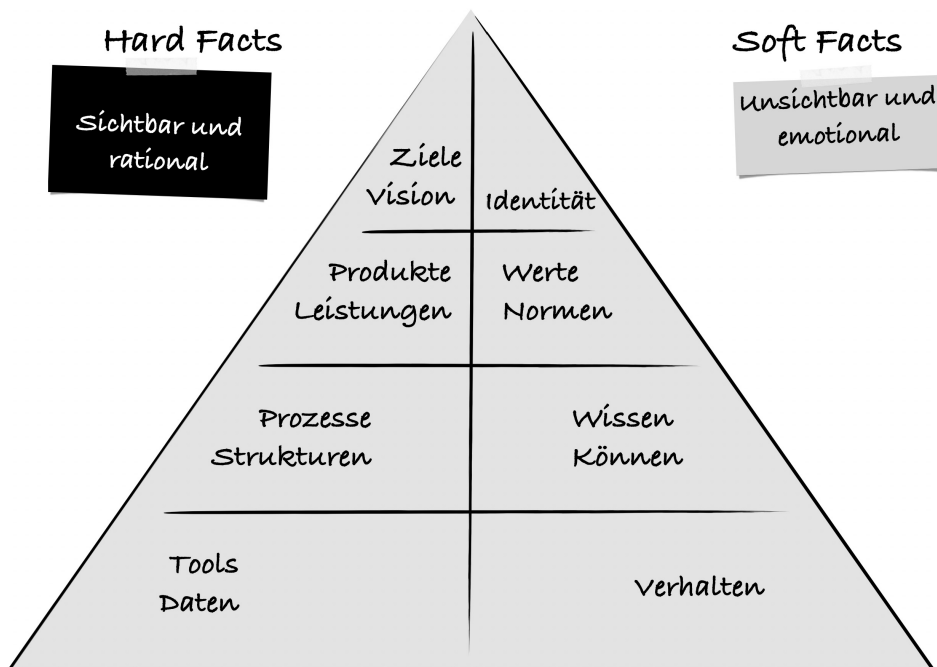 Hard Facts
Sichtbar und
rational
Soft Facts
Unsichtbar und
emotional
Ziele
Vision
Identität
Produkte
Leistungen
Werte
Normen
Prozesse
Strukturen
Wissen
Können
Tools
Daten
Verhalten